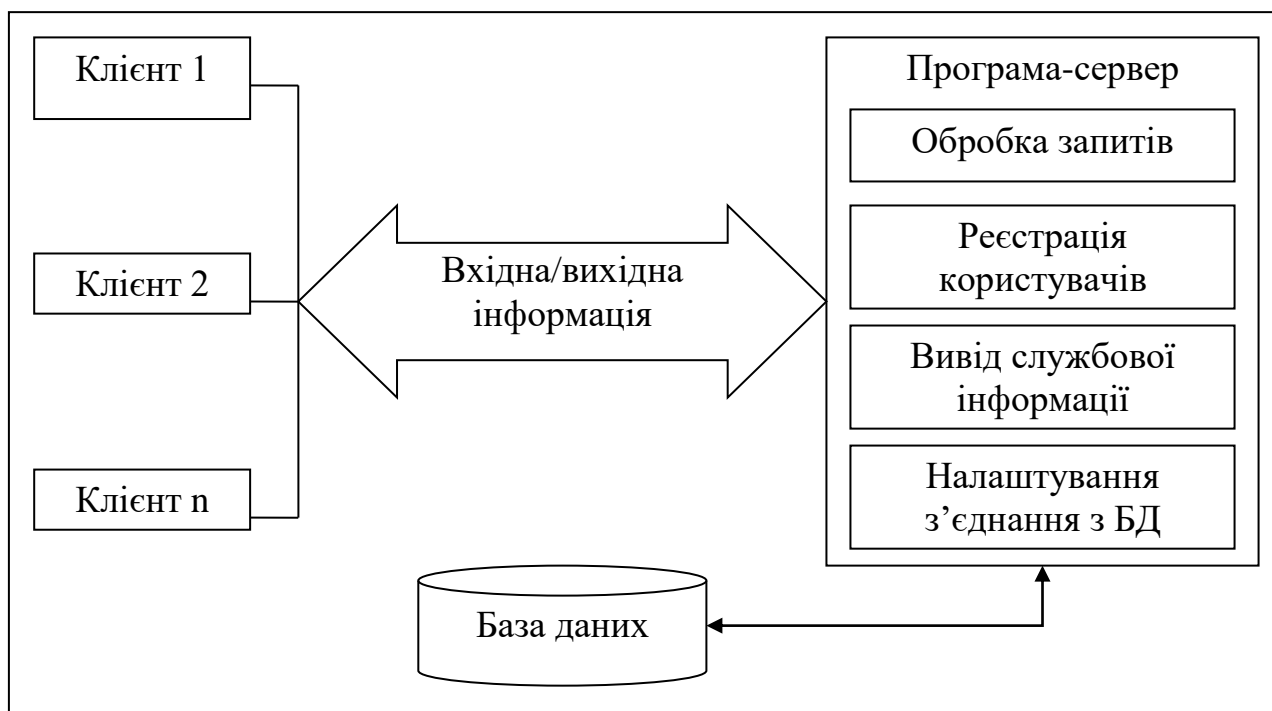 Клієнт 1
Клієнт 2
Клієнт n
Вхідна/вихідна
інформація
Програма-сервер
Обробка запитів
Реєстрація
користувачів
Вивід службової
інформації
Налаштування
з’єднання з БД
База даних